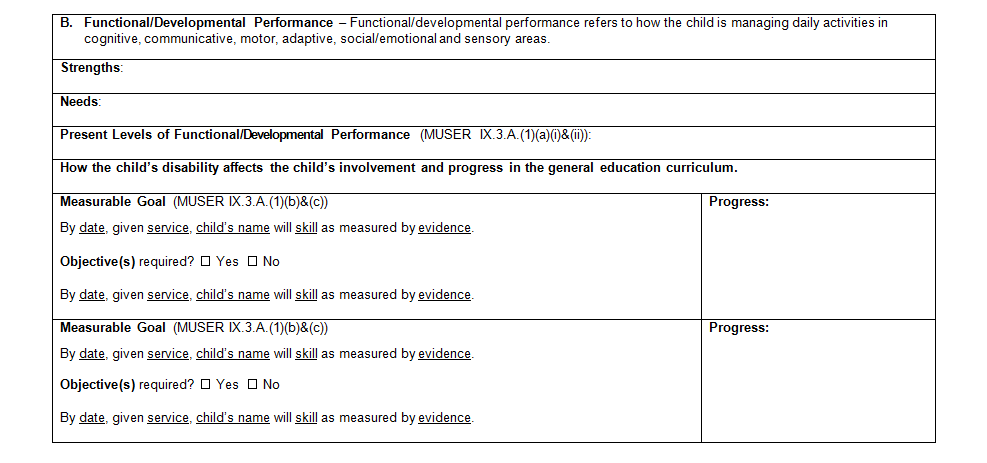 B. Functional/Developmental Performance – Functional/developmental performance refers to how the child is managing daily activities in
cognitive, communicative, motor, adaptive, social/emotional and sensory areas.
Strengths:
Needs:
Present Levels of Functional/Developmental Performance (MUSER IX.3.A.(1)(a)(i)&(ii)):
How the child’s disability affects the child’s involvement and progress in the general education curriculum.
Measurable Goal (MUSER IX.3.A.(1)(b)&(c))
Progress:
By date, given service, child’s name will skill as measured by evidence.
Objective(s) required? ☐ Yes ☐ No
By date, given service, child’s name will skill as measured by evidence.
Measurable Goal (MUSER IX.3.A.(1)(b)&(c))
Progress:
By date, given service, child’s name will skill as measured by evidence.
Objective(s) required? ☐ Yes ☐ No
By date, given service, child’s name will skill as measured by evidence.